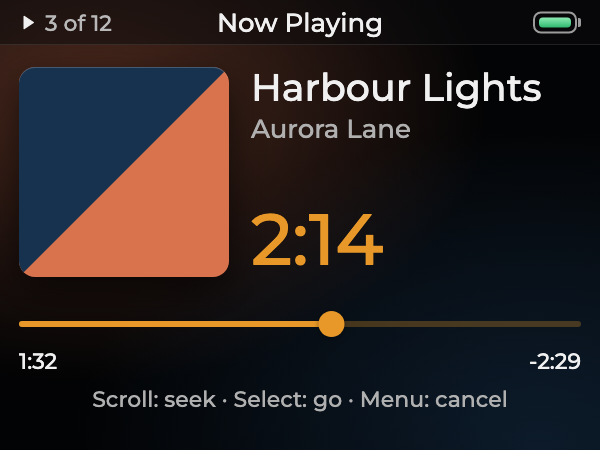 3 of 12
Now Playing
Harbour Lights
Aurora Lane
2:14
1:32
-2:29
Scroll: seek · Select: go · Menu: cancel